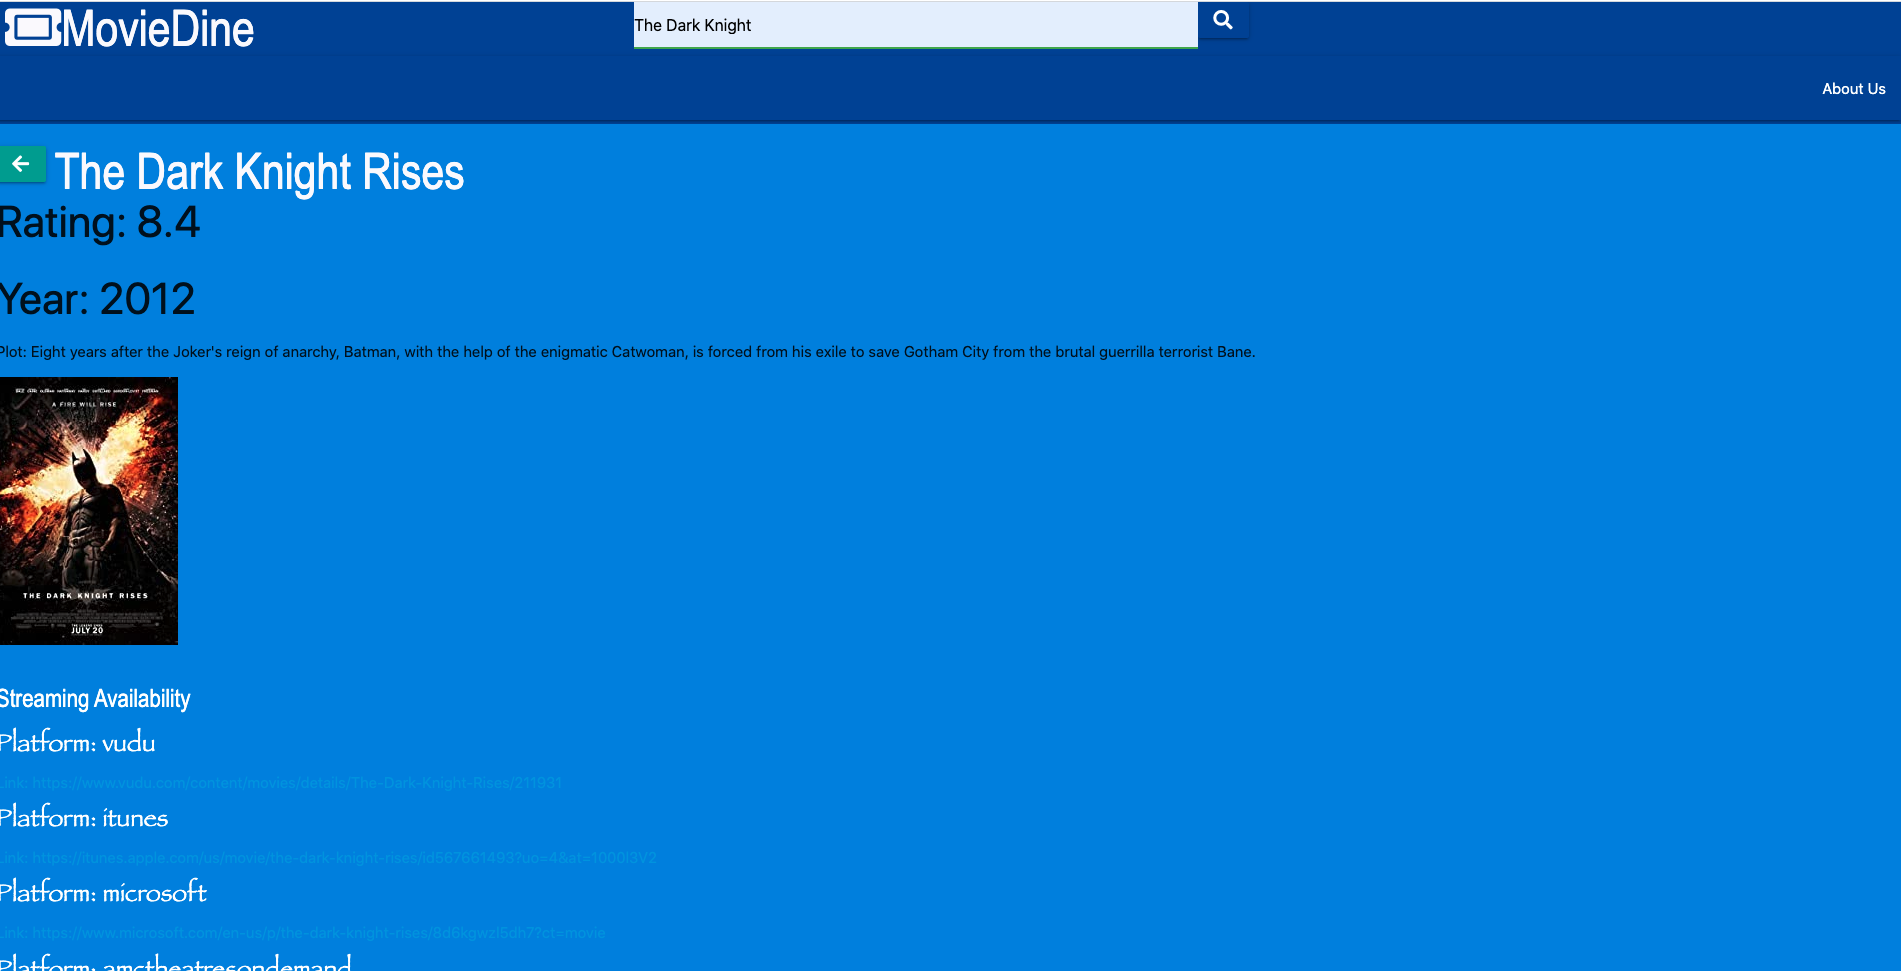 MovieDine
The Dark Knight
About Us
The Dark Knight Rises
Rating: 8.4
Year: 2012
Plot: Eight years after the Joker's reign of anarchy, Batman, with the help of the enigmatic Catwoman, is forced from his exile to save Gotham City from the brutal guerrilla terrorist Bane.
A FIRE WILL RISE
THE DARK KNIGHT RISES
JULY 20
Streaming Availability
Platform: vudu
Link: https://www.vudu.com/content/movies/details/The-Dark-Knight-Rises/211931
Platform: itunes
Link: https://itunes.apple.com/us/movie/the-dark-knight-rises/id567661493?uo=4&at=1000l3V2
Platform: microsoft
Link: https://www.microsoft.com/en-us/p/the-dark-knight-rises/8d6kgwzl5dh7?ct=movie
Platform: amctheatresondemand